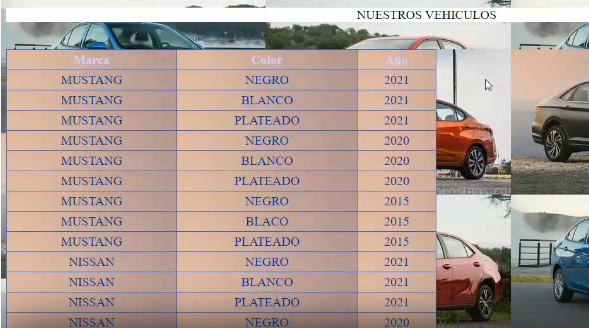 NUESTROS VEHICULOS
Marca Color Año
MUSTANG NEGRO 2021
MUSTANG BLANCO 2021
MUSTANG PLATEADO 2021
MUSTANG NEGRO 2020
MUSTANG BLANCO 2020
MUSTANG PLATEADO 2020
MUSTANG NEGRO 2015
MUSTANG BLACO 2015
MUSTANG PLATEADO 2015
NISSAN NEGRO 2021
NISSAN BLANCO 2021
NISSAN PLATEADO 2021
NISSAN NEGRO 2020